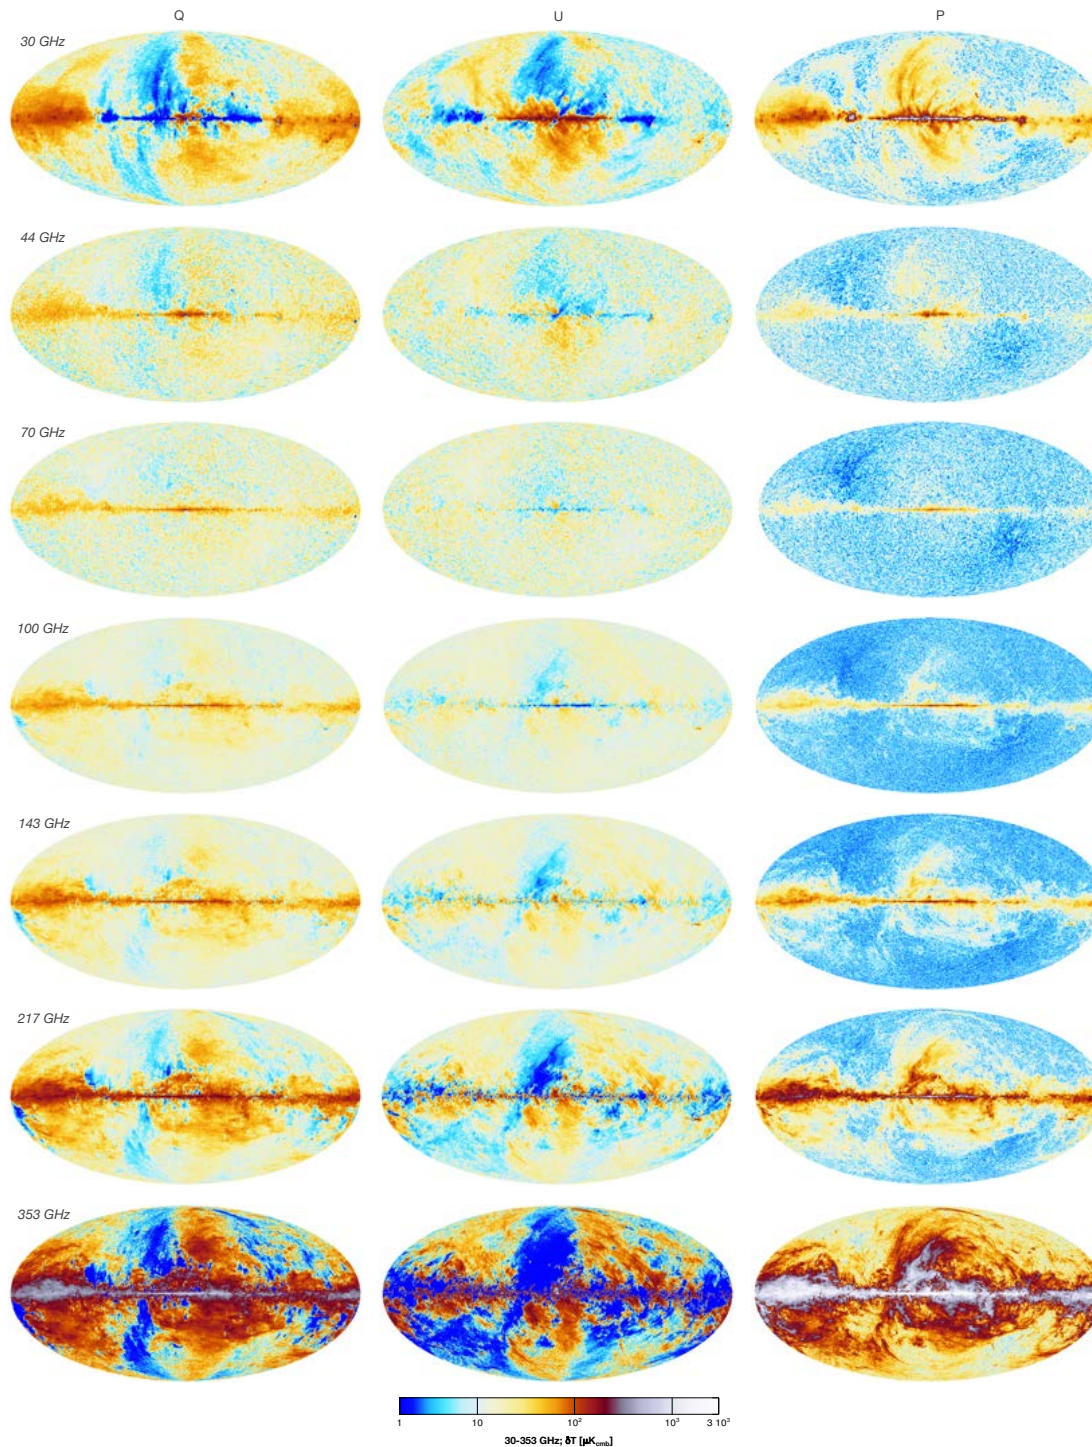 Q U P
30 GHz
44 GHz
70 GHz
100 GHz
143 GHz
217 GHz
353 GHz
1 10 10² 10³ 3 10³
30-353 GHz; δT [μK_cmb]